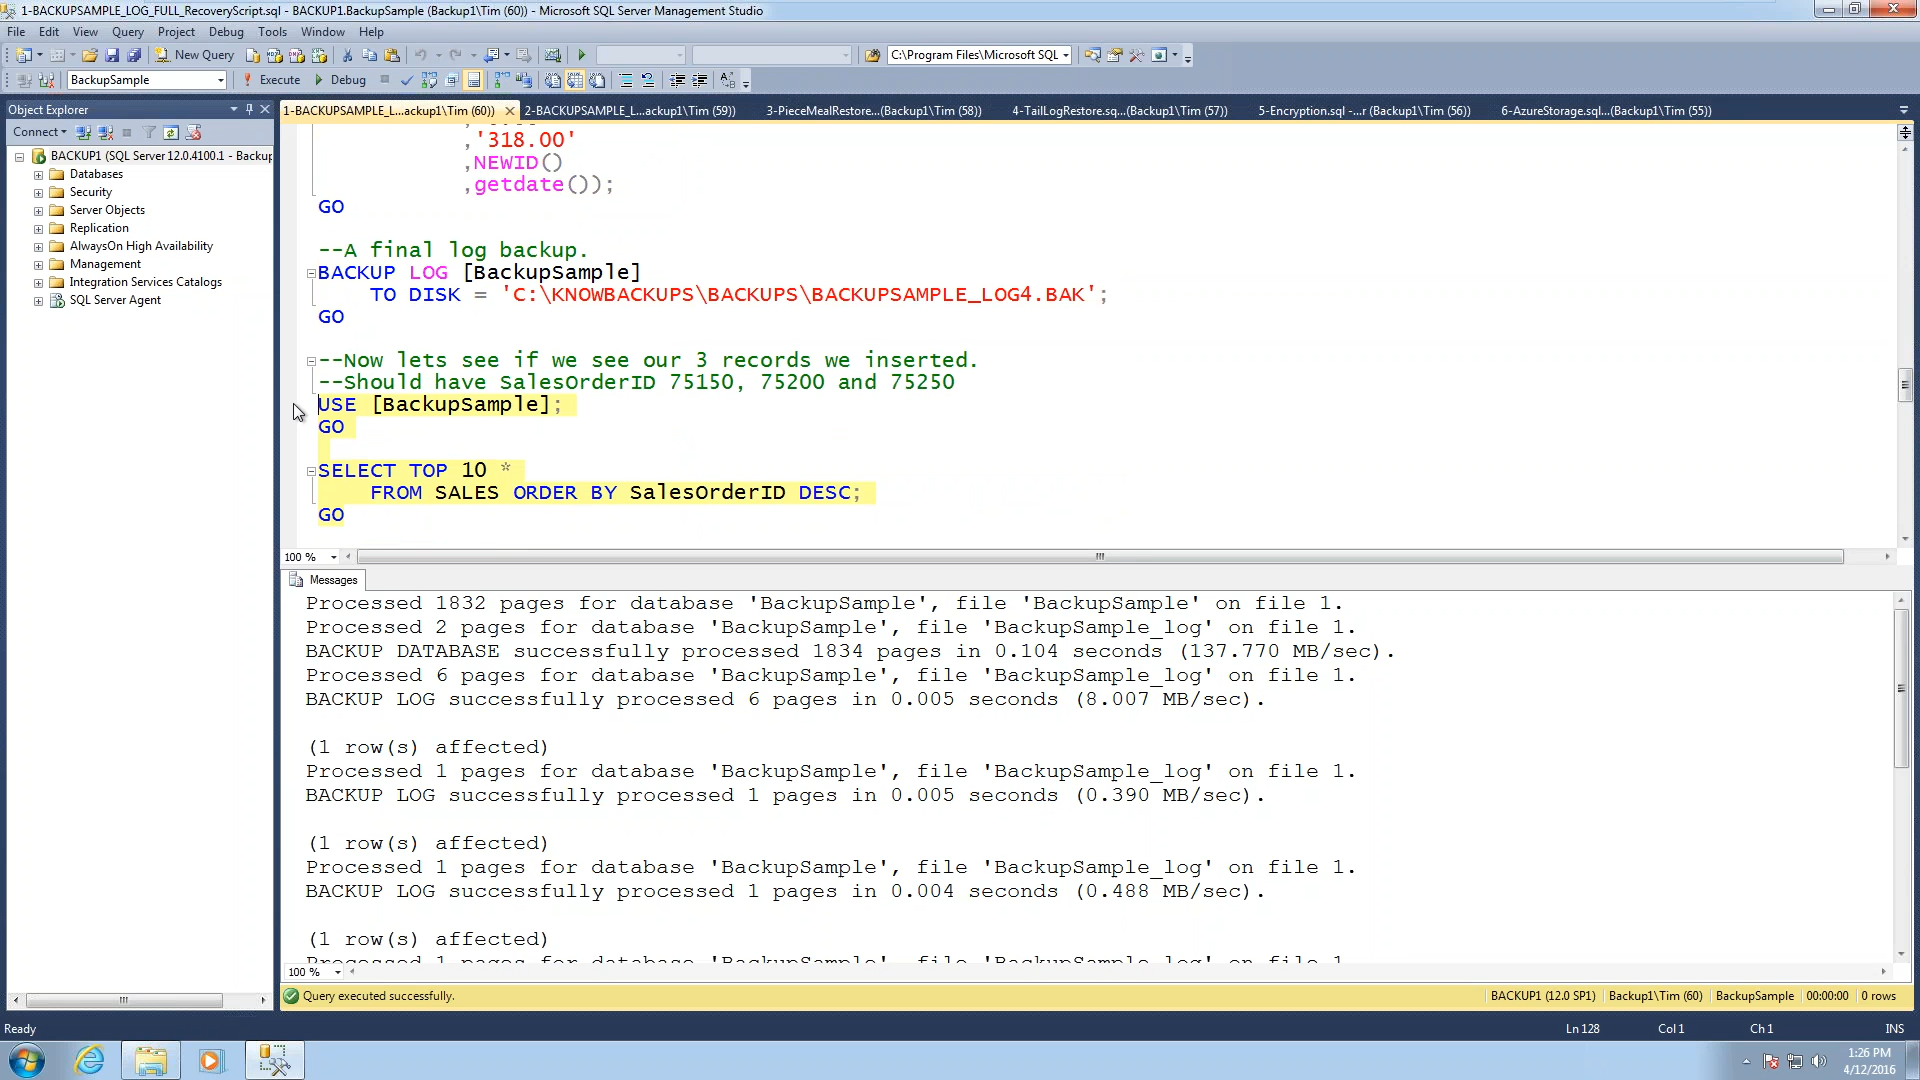 1-BACKUPSAMPLE_LOG_FULL_RecoveryScript.sql - BACKUP1.BackupSample (Backup1\Tim (60)) - Microsoft SQL Server Management Studio
File Edit View Query Project Debug Tools Window Help
New Query C:\Program Files\Microsoft SQL
BackupSample Execute Debug
Object Explorer
1-BACKUPSAMPLE_L...ackup1\Tim (60)) 2-BACKUPSAMPLE_L...ackup1\Tim (59)) 3-PieceMealRestore...(Backup1\Tim (58)) 4-TailLogRestore.sq...(Backup1\Tim (57)) 5-Encryption.sql -...r (Backup1\Tim (56)) 6-AzureStorage.sql...(Backup1\Tim (55))
Connect
BACKUP1 (SQL Server 12.0.4100.1 - Backup
Databases
Security
Server Objects
Replication
AlwaysOn High Availability
Management
Integration Services Catalogs
SQL Server Agent
,'318.00'
,NEWID()
,getdate());
GO
--A final log backup.
BACKUP LOG [BackupSample]
TO DISK = 'C:\KNOWBACKUPS\BACKUPS\BACKUPSAMPLE_LOG4.BAK';
GO
--Now lets see if we see our 3 records we inserted.
--Should have SalesOrderID 75150, 75200 and 75250
USE [BackupSample];
GO
SELECT TOP 10 *
FROM SALES ORDER BY SalesOrderID DESC;
GO
100 %
Messages
Processed 1832 pages for database 'BackupSample', file 'BackupSample' on file 1.
Processed 2 pages for database 'BackupSample', file 'BackupSample_log' on file 1.
BACKUP DATABASE successfully processed 1834 pages in 0.104 seconds (137.770 MB/sec).
Processed 6 pages for database 'BackupSample', file 'BackupSample_log' on file 1.
BACKUP LOG successfully processed 6 pages in 0.005 seconds (8.007 MB/sec).
(1 row(s) affected)
Processed 1 pages for database 'BackupSample', file 'BackupSample_log' on file 1.
BACKUP LOG successfully processed 1 pages in 0.005 seconds (0.390 MB/sec).
(1 row(s) affected)
Processed 1 pages for database 'BackupSample', file 'BackupSample_log' on file 1.
BACKUP LOG successfully processed 1 pages in 0.004 seconds (0.488 MB/sec).
(1 row(s) affected)
Processed 1 pages for database 'BackupSample', file 'BackupSample_log' on file 1.
100 %
Query executed successfully. BACKUP1 (12.0 SP1) Backup1\Tim (60) BackupSample 00:00:00 0 rows
Ready Ln 128 Col 1 Ch 1 INS
1:26 PM
4/12/2016